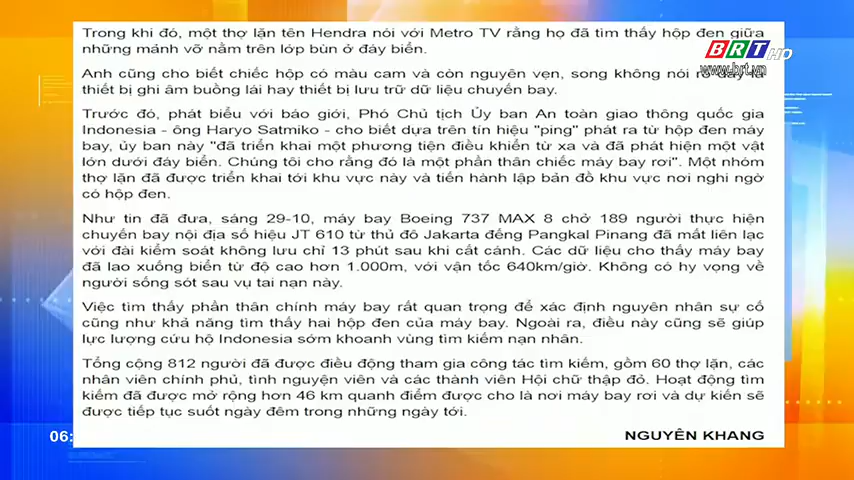 Trong khi đó, một thợ lặn tên Hendra nói với Metro TV rằng họ đã tìm thấy hộp đen giữa
những mảnh vỡ nằm trên lớp bùn ở đáy biển.
BRT HD
www.brt.vn
Anh cũng cho biết chiếc hộp có màu cam và còn nguyên vẹn, song không nói rõ đây là
thiết bị ghi âm buồng lái hay thiết bị lưu trữ dữ liệu chuyến bay.
Trước đó, phát biểu với báo giới, Phó Chủ tịch Ủy ban An toàn giao thông quốc gia
Indonesia - ông Haryo Satmiko - cho biết dựa trên tín hiệu "ping" phát ra từ hộp đen máy
bay, ủy ban này "đã triển khai một phương tiện điều khiển từ xa và đã phát hiện một vật
lớn dưới đáy biển. Chúng tôi cho rằng đó là một phần thân chiếc máy bay rơi". Một nhóm
thợ lặn đã được triển khai tới khu vực này và tiến hành lập bản đồ khu vực nơi nghi ngờ
có hộp đen.
Như tin đã đưa, sáng 29-10, máy bay Boeing 737 MAX 8 chở 189 người thực hiện
chuyến bay nội địa số hiệu JT 610 từ thủ đô Jakarta đếng Pangkal Pinang đã mất liên lạc
với đài kiểm soát không lưu chỉ 13 phút sau khi cất cánh. Các dữ liệu cho thấy máy bay
đã lao xuống biển từ độ cao hơn 1.000m, với vận tốc 640km/giờ. Không có hy vọng về
người sống sót sau vụ tai nạn này.
Việc tìm thấy phần thân chính máy bay rất quan trọng để xác định nguyên nhân sự cố
cũng như khả năng tìm thấy hai hộp đen của máy bay. Ngoài ra, điều này cũng sẽ giúp
lực lượng cứu hộ Indonesia sớm khoanh vùng tìm kiếm nạn nhân.
Tổng cộng 812 người đã được điều động tham gia công tác tìm kiếm, gồm 60 thợ lặn, các
nhân viên chính phủ, tình nguyện viên và các thành viên Hội chữ thập đỏ. Hoạt động tìm
kiếm đã được mở rộng hơn 46 km quanh điểm được cho là nơi máy bay rơi và dự kiến sẽ
được tiếp tục suốt ngày đêm trong những ngày tới.
06:
NGUYÊN KHANG